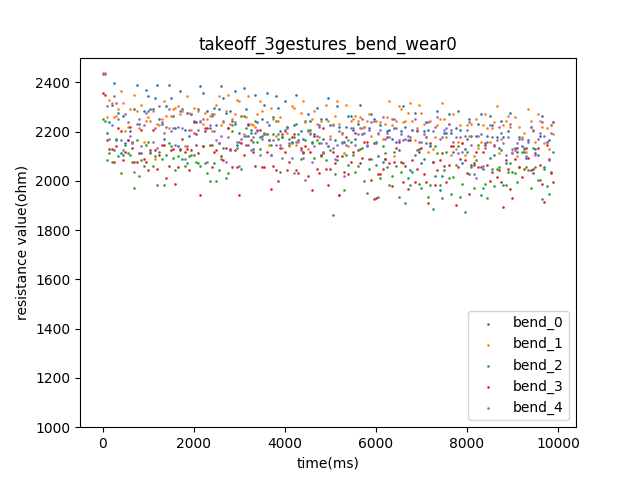 takeoff_3gestures_bend_wear0
2400
2200
2000
1800
1600
1400
1200
1000
resistance value(ohm)
0 2000 4000 6000 8000 10000
time(ms)
bend_0
bend_1
bend_2
bend_3
bend_4